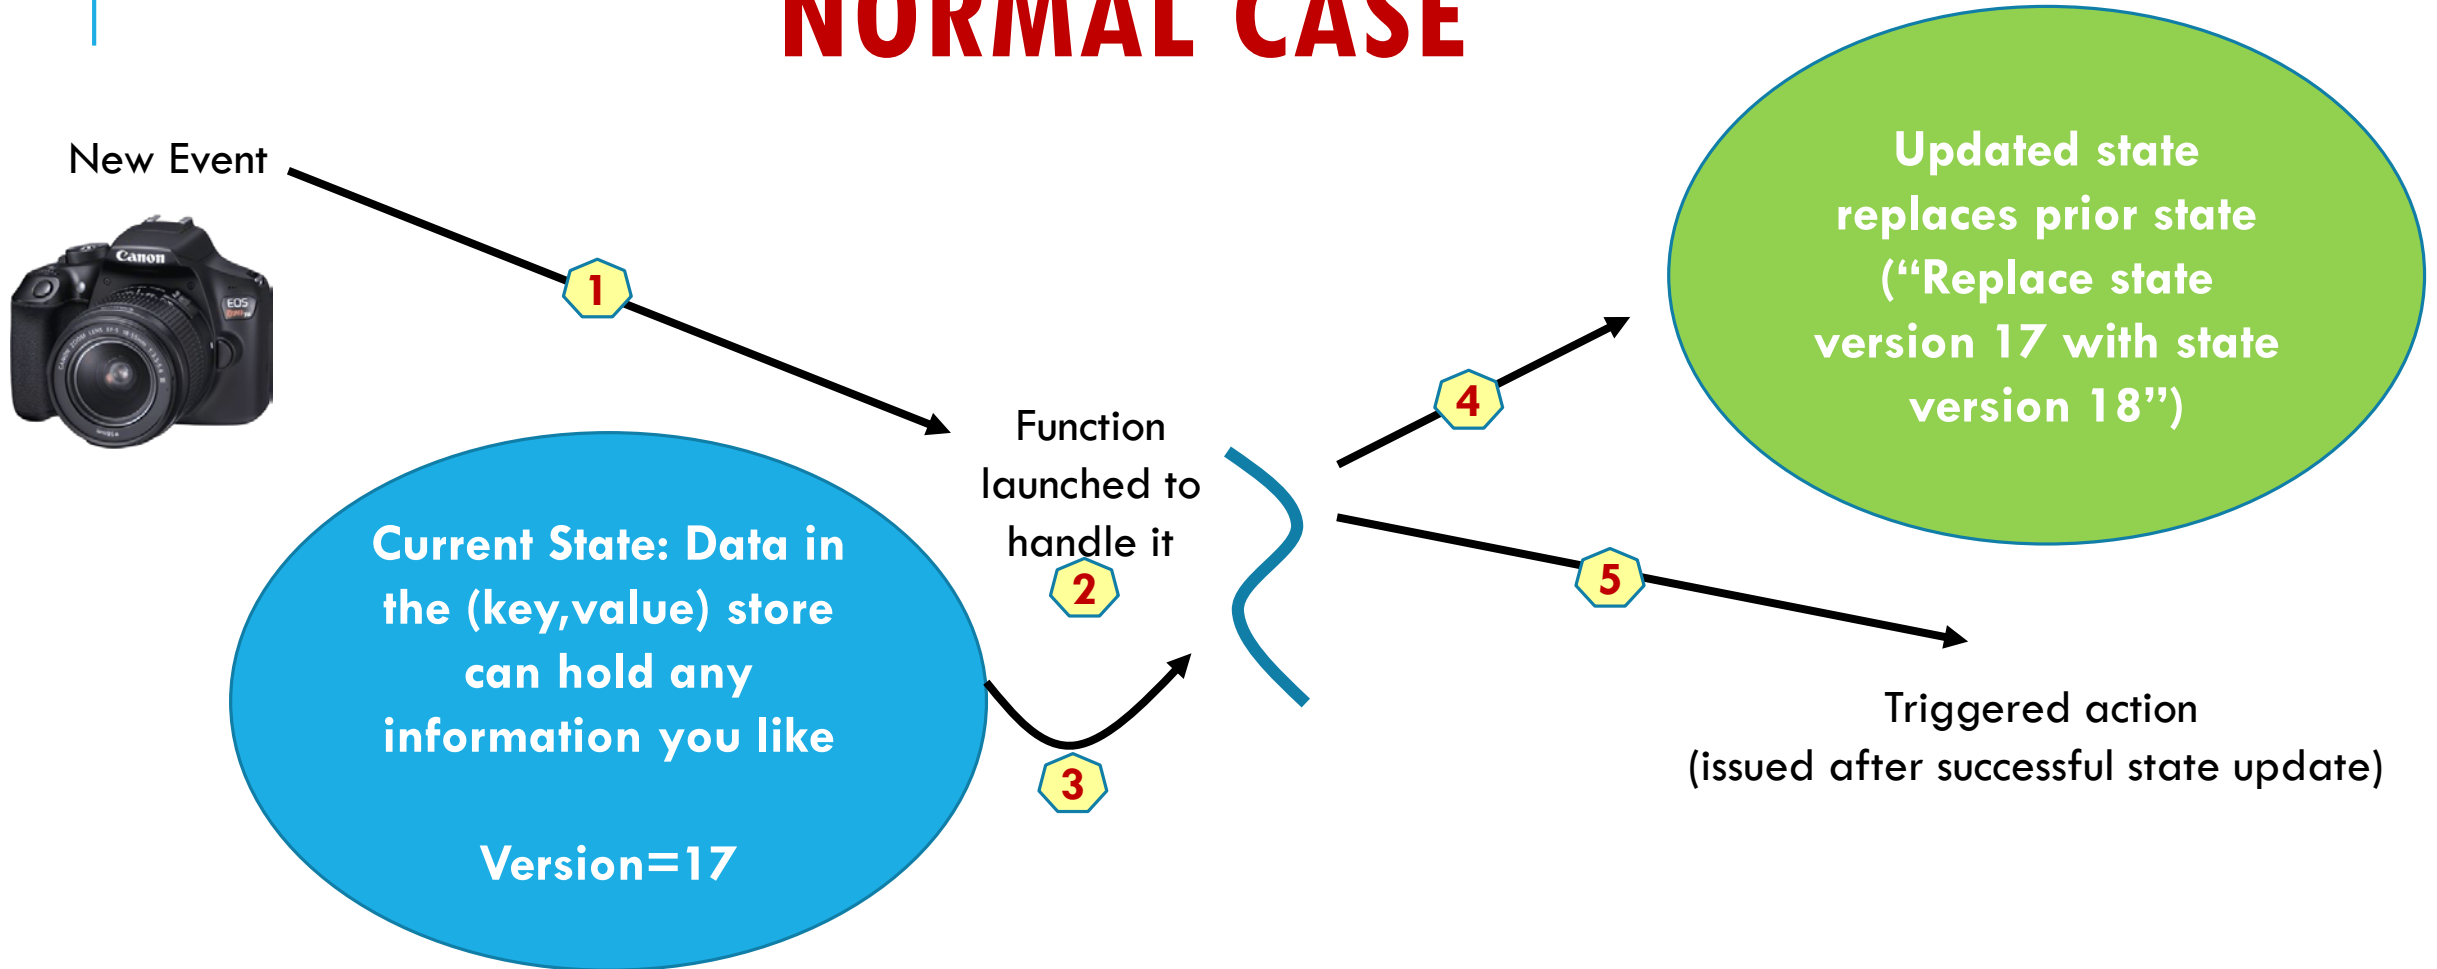 NORMAL CASE
New Event
Canon
EOS
1
Function
launched to
handle it
2
Current State: Data in
the (key,value) store
can hold any
information you like
Version=17
3
4
Updated state
replaces prior state
(“Replace state
version 17 with state
version 18”)
5
Triggered action
(issued after successful state update)